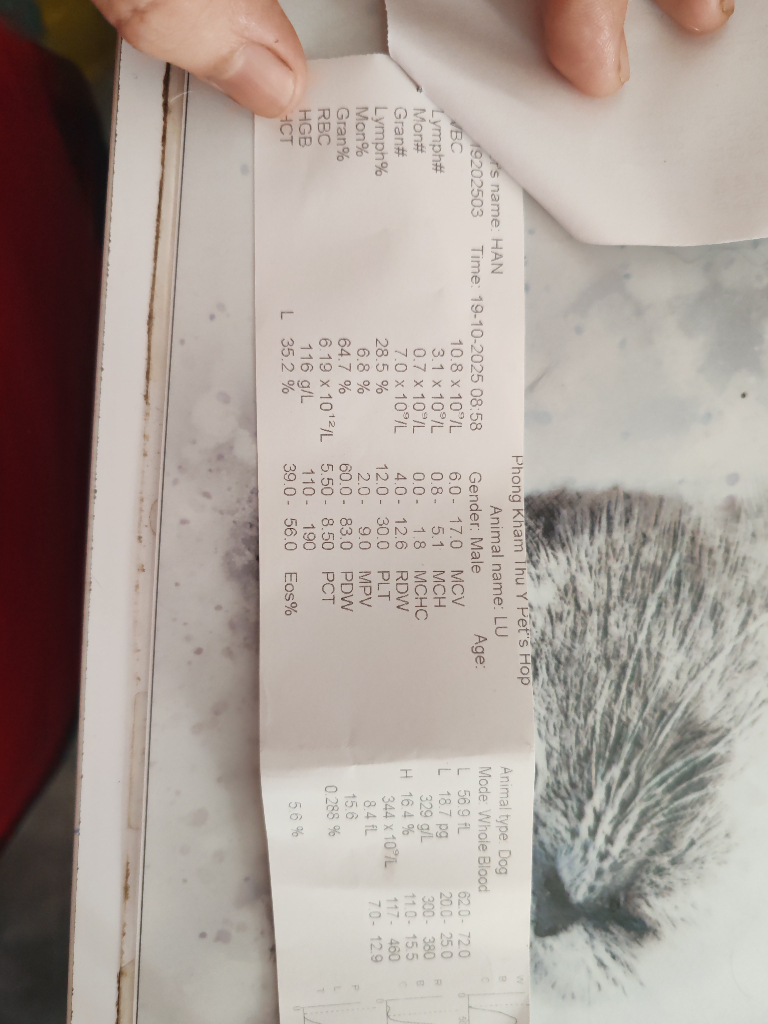 Phong Kham Thu Y Pet's Hop
name: HAN Animal name: LU Animal type: Dog
19202503 Time: 19-10-2025 08:58 Gender: Male Age: Mode: Whole Blood
WBC 10.8 x 10⁹/L 6.0 - 17.0 MCV L 56.9 fL 62.0 - 72.0
Lymph# 3.1 x 10⁹/L 0.8 - 5.1 MCH L 18.7 pg 20.0 - 25.0
Mon# 0.7 x 10⁹/L 0.0 - 1.8 MCHC 329 g/L 300 - 380
Gran# 7.0 x 10⁹/L 4.0 - 12.6 RDW H 16.4 % 11.0 - 15.5
Lymph% 28.5 % 12.0 - 30.0 PLT 344 x 10⁹/L 117 - 460
Mon% 6.8 % 2.0 - 9.0 MPV 8.4 fL 7.0 - 12.9
Gran% 64.7 % 60.0 - 83.0 PDW 15.6
RBC 6.19 x 10¹²/L 5.50 - 8.50 PCT 0.288 %
HGB 116 g/L 110 - 190
HCT L 35.2 % 39.0 - 56.0 Eos% 5.6 %